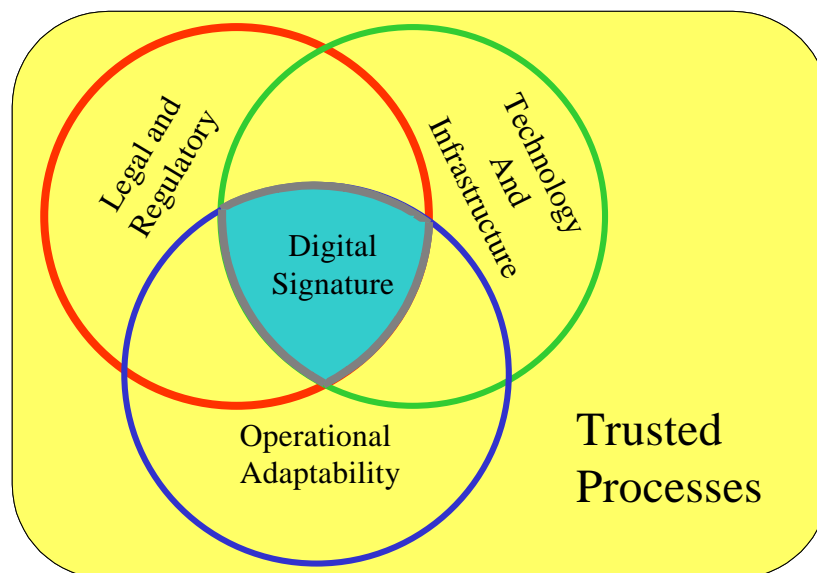 Legal and
Regulatory
Technology
And
Infrastructure
Digital
Signature
Operational
Adaptability
Trusted
Processes